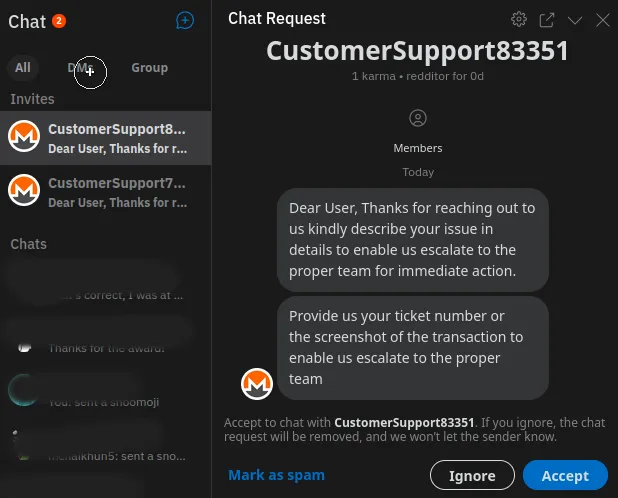 Chat 2
All DMs Group
Invites
CustomerSupport8...
Dear User, Thanks for r...
CustomerSupport7...
Dear User, Thanks for r...
Chats
correct, I was at ...
Thanks for the award!
You: sent a snoomoji
sent a sno...
Chat Request
CustomerSupport83351
1 karma • redditor for 0d
Members
Today
Dear User, Thanks for reaching out to
us kindly describe your issue in
details to enable us escalate to the
proper team for immediate action.
Provide us your ticket number or
the screenshot of the transaction to
enable us escalate to the proper
team
Accept to chat with CustomerSupport83351. If you ignore, the chat
request will be removed, and we won't let the sender know.
Mark as spam
Ignore
Accept